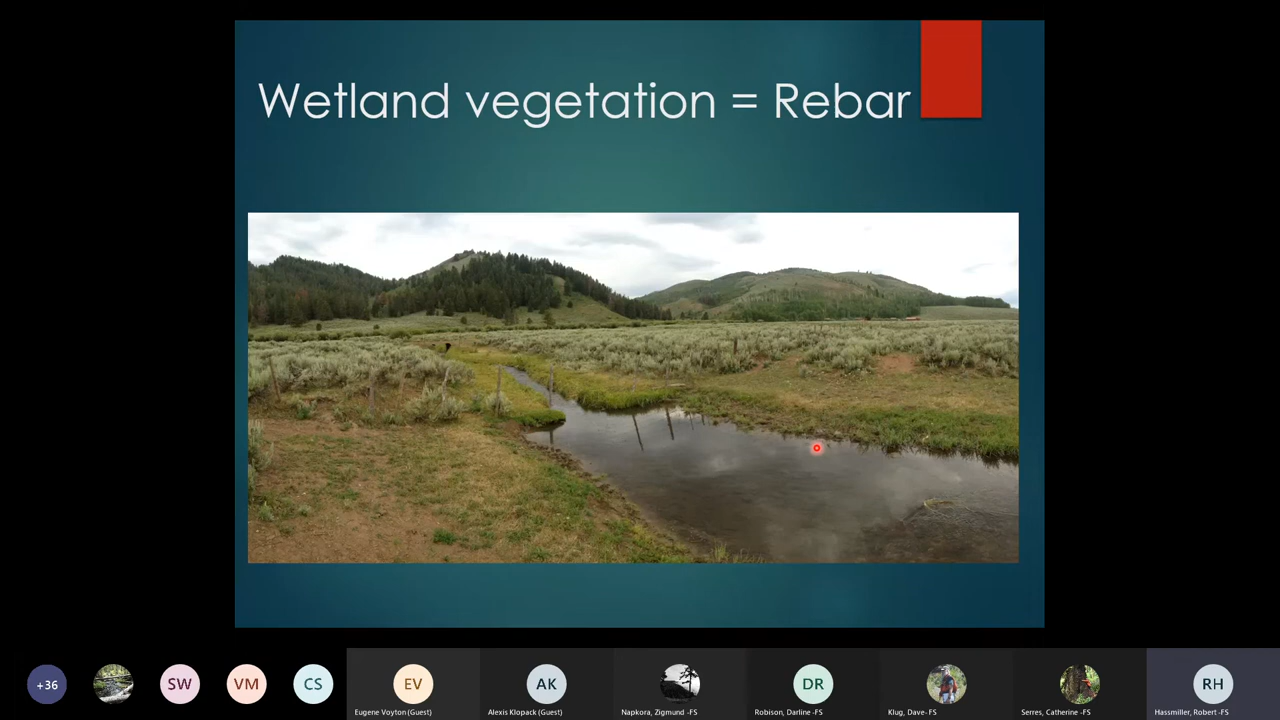 Wetland vegetation = Rebar
+36
SW
VM
CS
EV
AK
DR
RH
Eugene Voyton (Guest)
Alexis Klopack (Guest)
Napkora, Zigmund -FS
Robison, Darline -FS
Klug, Dave- FS
Serres, Catherine -FS
Hassmiller, Robert -FS